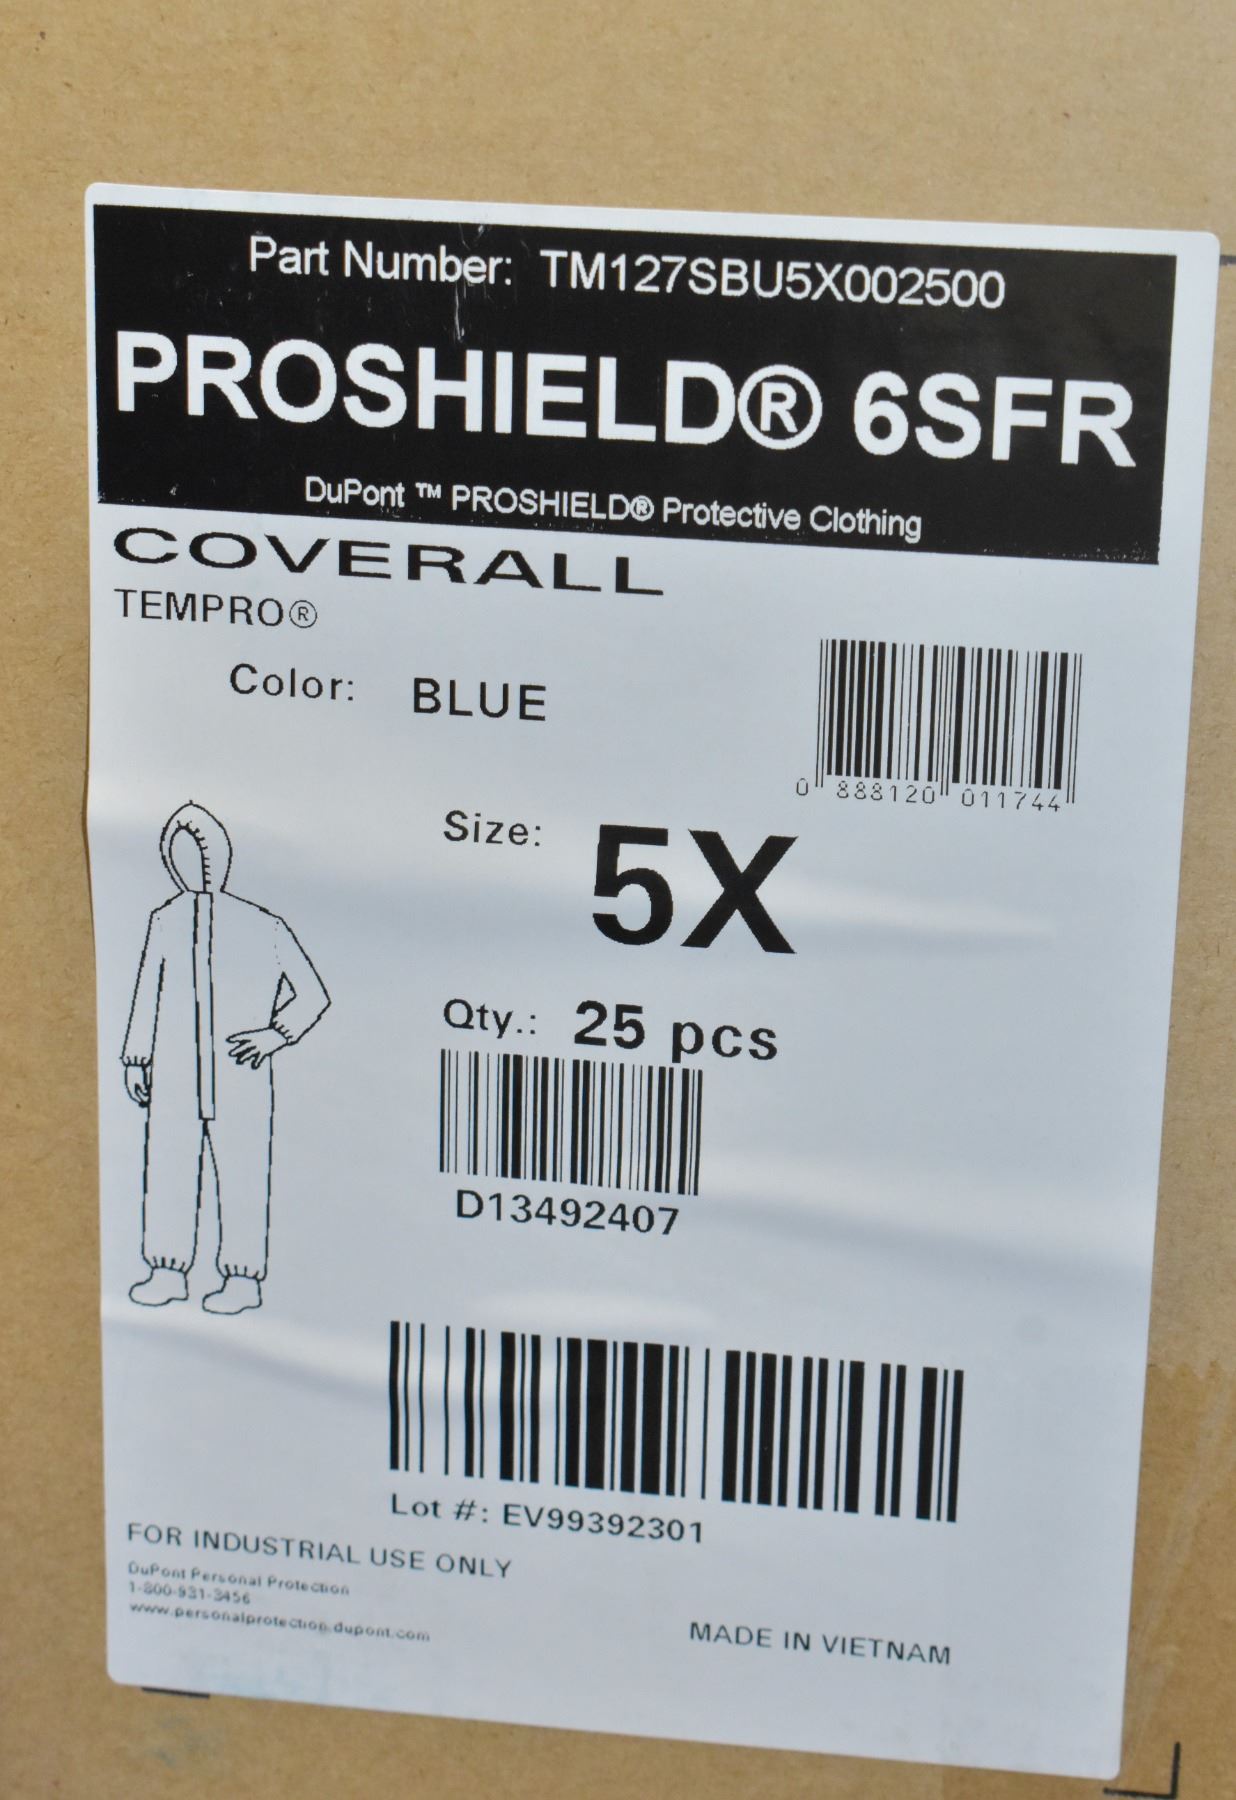 Part Number: TM127SBU5X002500
PROSHIELD® 6SFR
DuPont ™ PROSHIELD® Protective Clothing
COVERALL
TEMPRO®
Color: BLUE
0 888120 011744
Size: 5X
Qty.: 25 pcs
D13492407
Lot #: EV99392301
FOR INDUSTRIAL USE ONLY
DuPont Personal Protection
1-800-931-3456
www.personalprotection.dupont.com
MADE IN VIETNAM